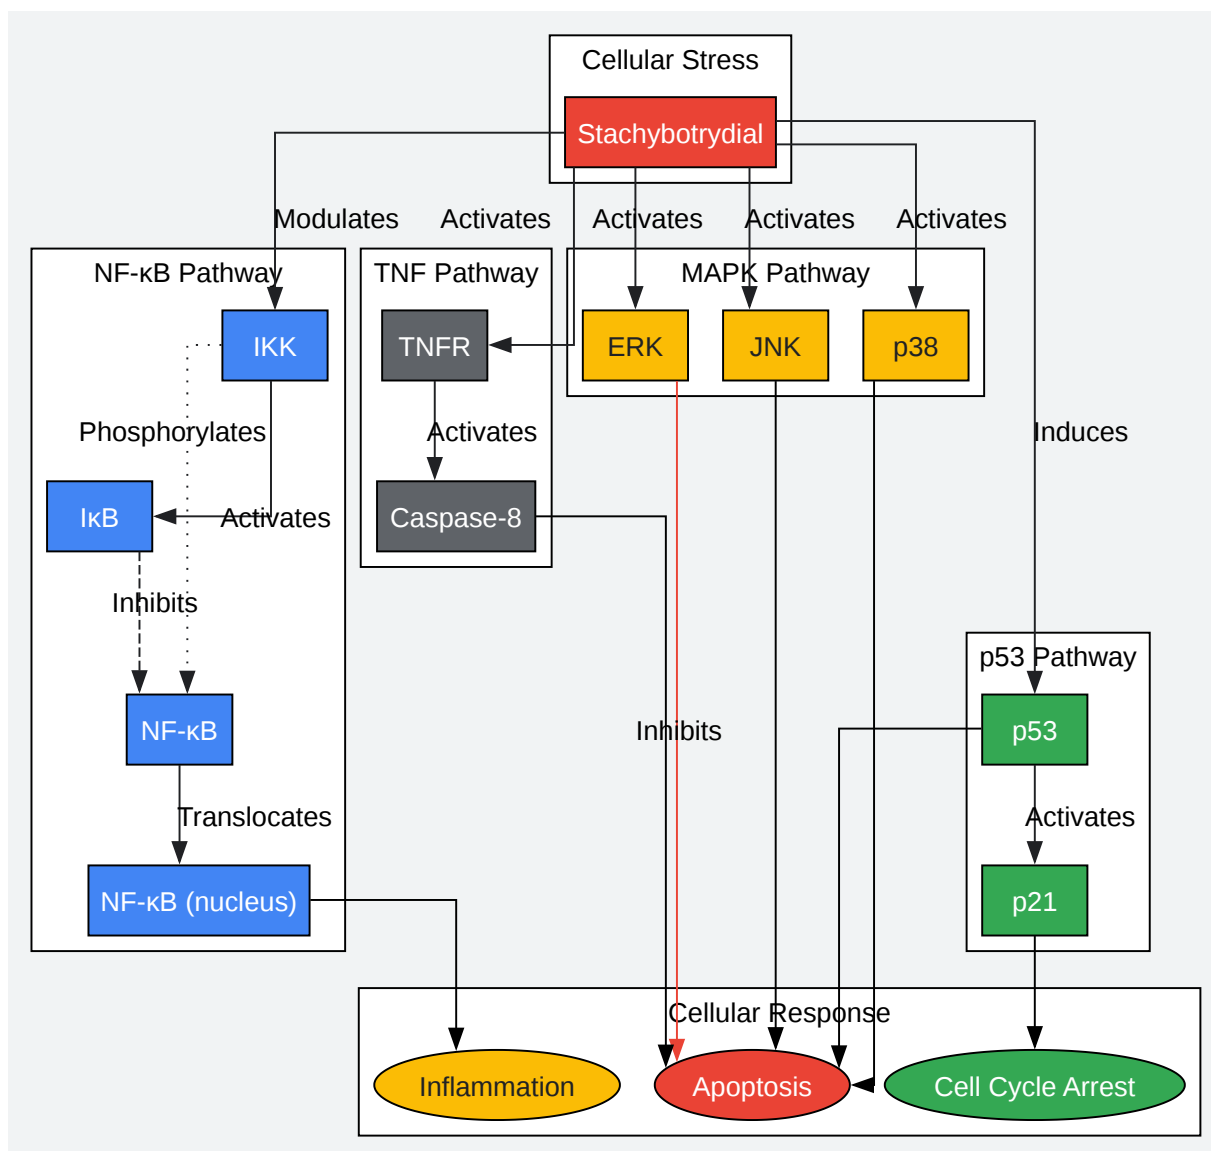 Cellular Stress
Stachybotrydial
Modulates
Activates
Activates
Activates
Activates
NF-κB Pathway
TNF Pathway
MAPK Pathway
IKK
TNFR
ERK
JNK
p38
Phosphorylates
Activates
Induces
IκB
Activates
Caspase-8
Inhibits
p53 Pathway
NF-κB
Inhibits
p53
Translocates
Activates
NF-κB (nucleus)
p21
Cellular Response
Inflammation
Apoptosis
Cell Cycle Arrest